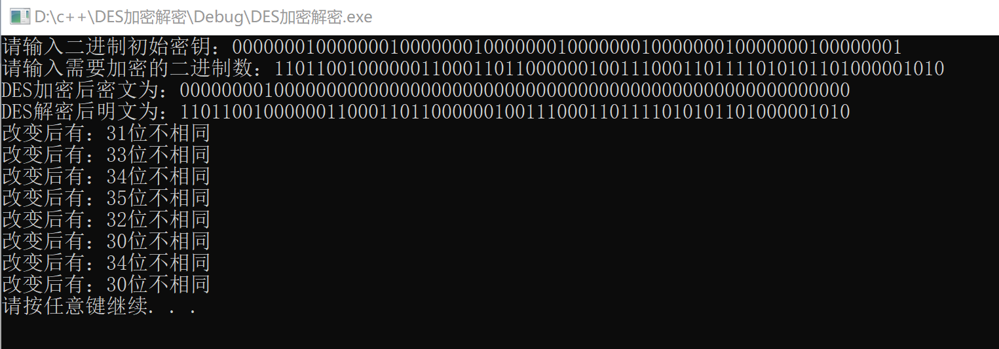 D:\c++\DES加密解密\Debug\DES加密解密.exe
请输入二进制初始密钥：0000000100000001000000010000000100000001000000010000000100000001
请输入需要加密的二进制数：1101100100000011000110110000001001110001101111010101101000001010
DES加密后密文为：0000000010000000000000000000000000000000000000000000000000000000
DES解密后明文为：1101100100000011000110110000001001110001101111010101101000001010
改变后有：31位不相同
改变后有：33位不相同
改变后有：34位不相同
改变后有：35位不相同
改变后有：32位不相同
改变后有：30位不相同
改变后有：34位不相同
改变后有：30位不相同
请按任意键继续. . .